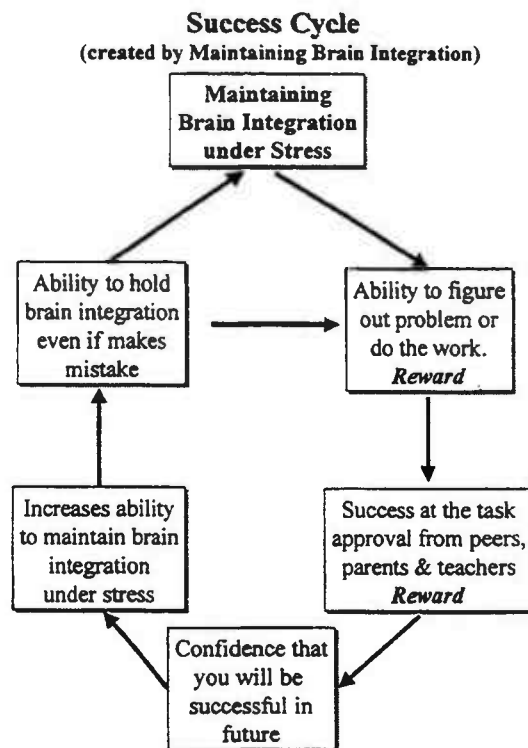 Success Cycle
(created by Maintaining Brain Integration)
Maintaining
Brain Integration
under Stress
Ability to hold
brain integration
even if makes
mistake
Ability to figure
out problem or
do the work.
Reward
Increases ability
to maintain brain
integration
under stress
Success at the task
approval from peers,
parents & teachers
Reward
Confidence that
you will be
successful in
future